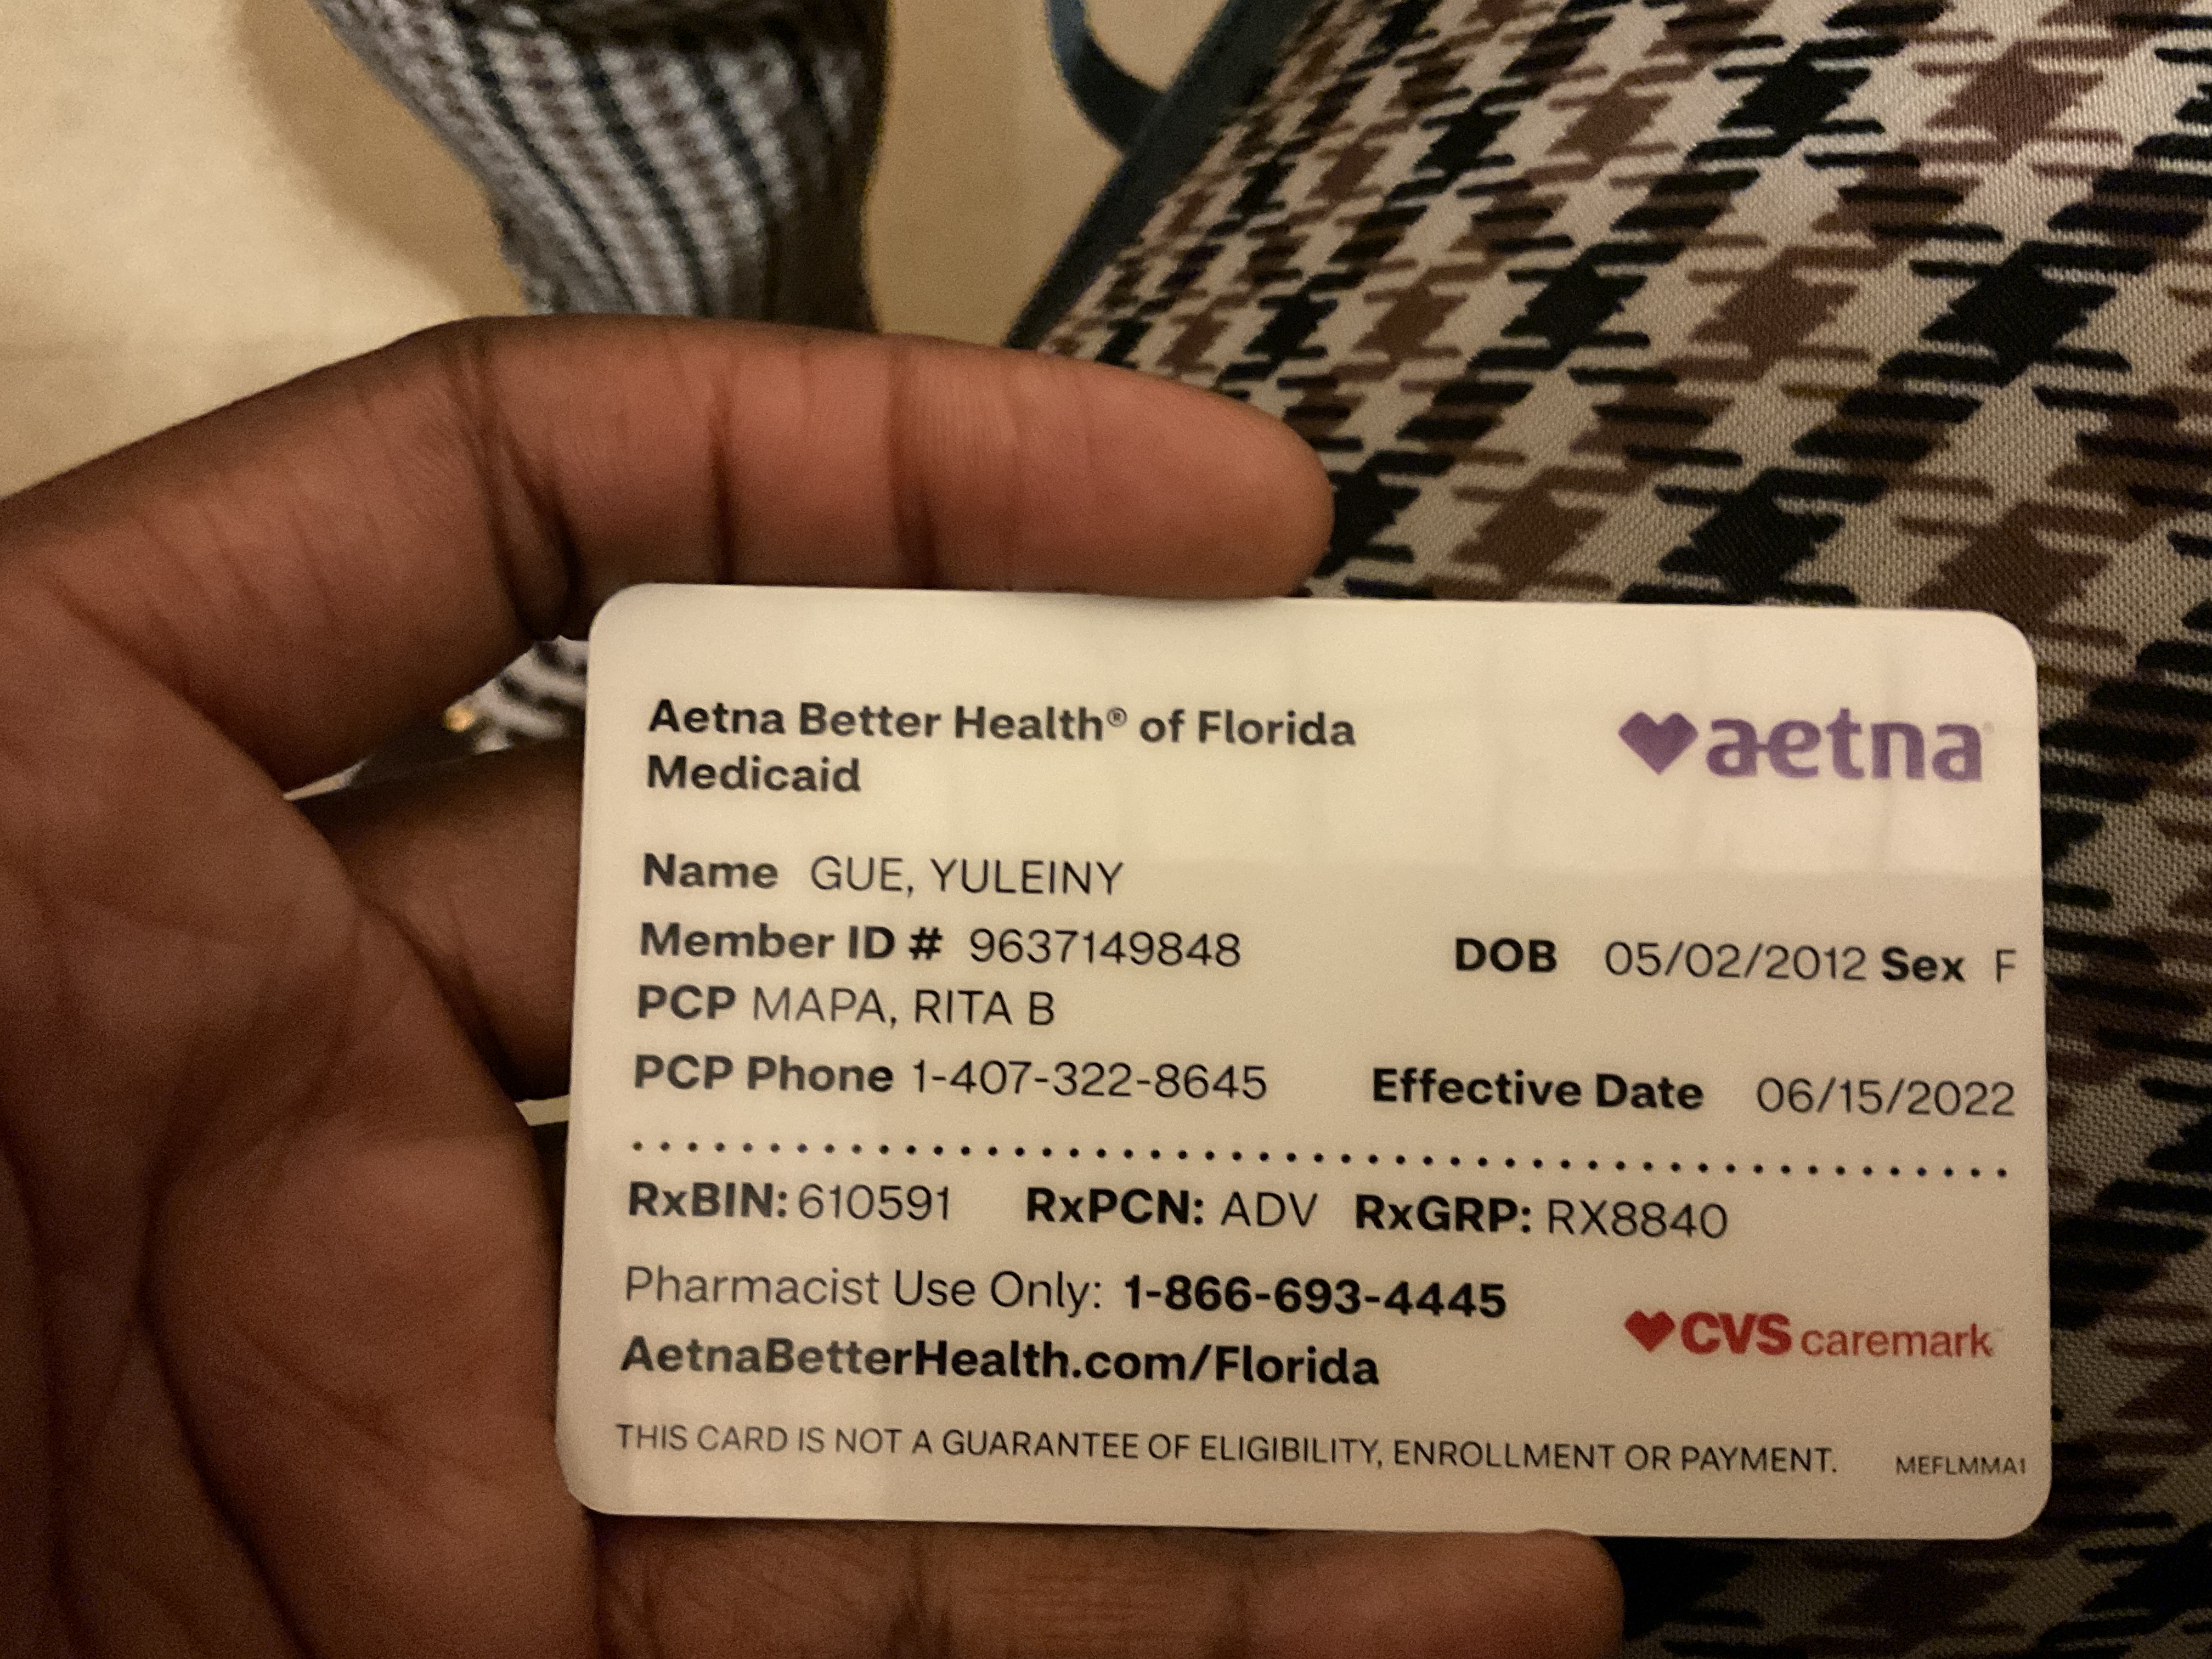 Aetna Better Health® of Florida
Medicaid
aetna
Name GUE, YULEINY
Member ID # 9637149848 DOB 05/02/2012 Sex F
PCP MAPA, RITA B
PCP Phone 1-407-322-8645 Effective Date 06/15/2022
RxBIN: 610591 RxPCN: ADV RxGRP: RX8840
Pharmacist Use Only: 1-866-693-4445
AetnaBetterHealth.com/Florida
CVS caremark
THIS CARD IS NOT A GUARANTEE OF ELIGIBILITY, ENROLLMENT OR PAYMENT. MEFLMMA1